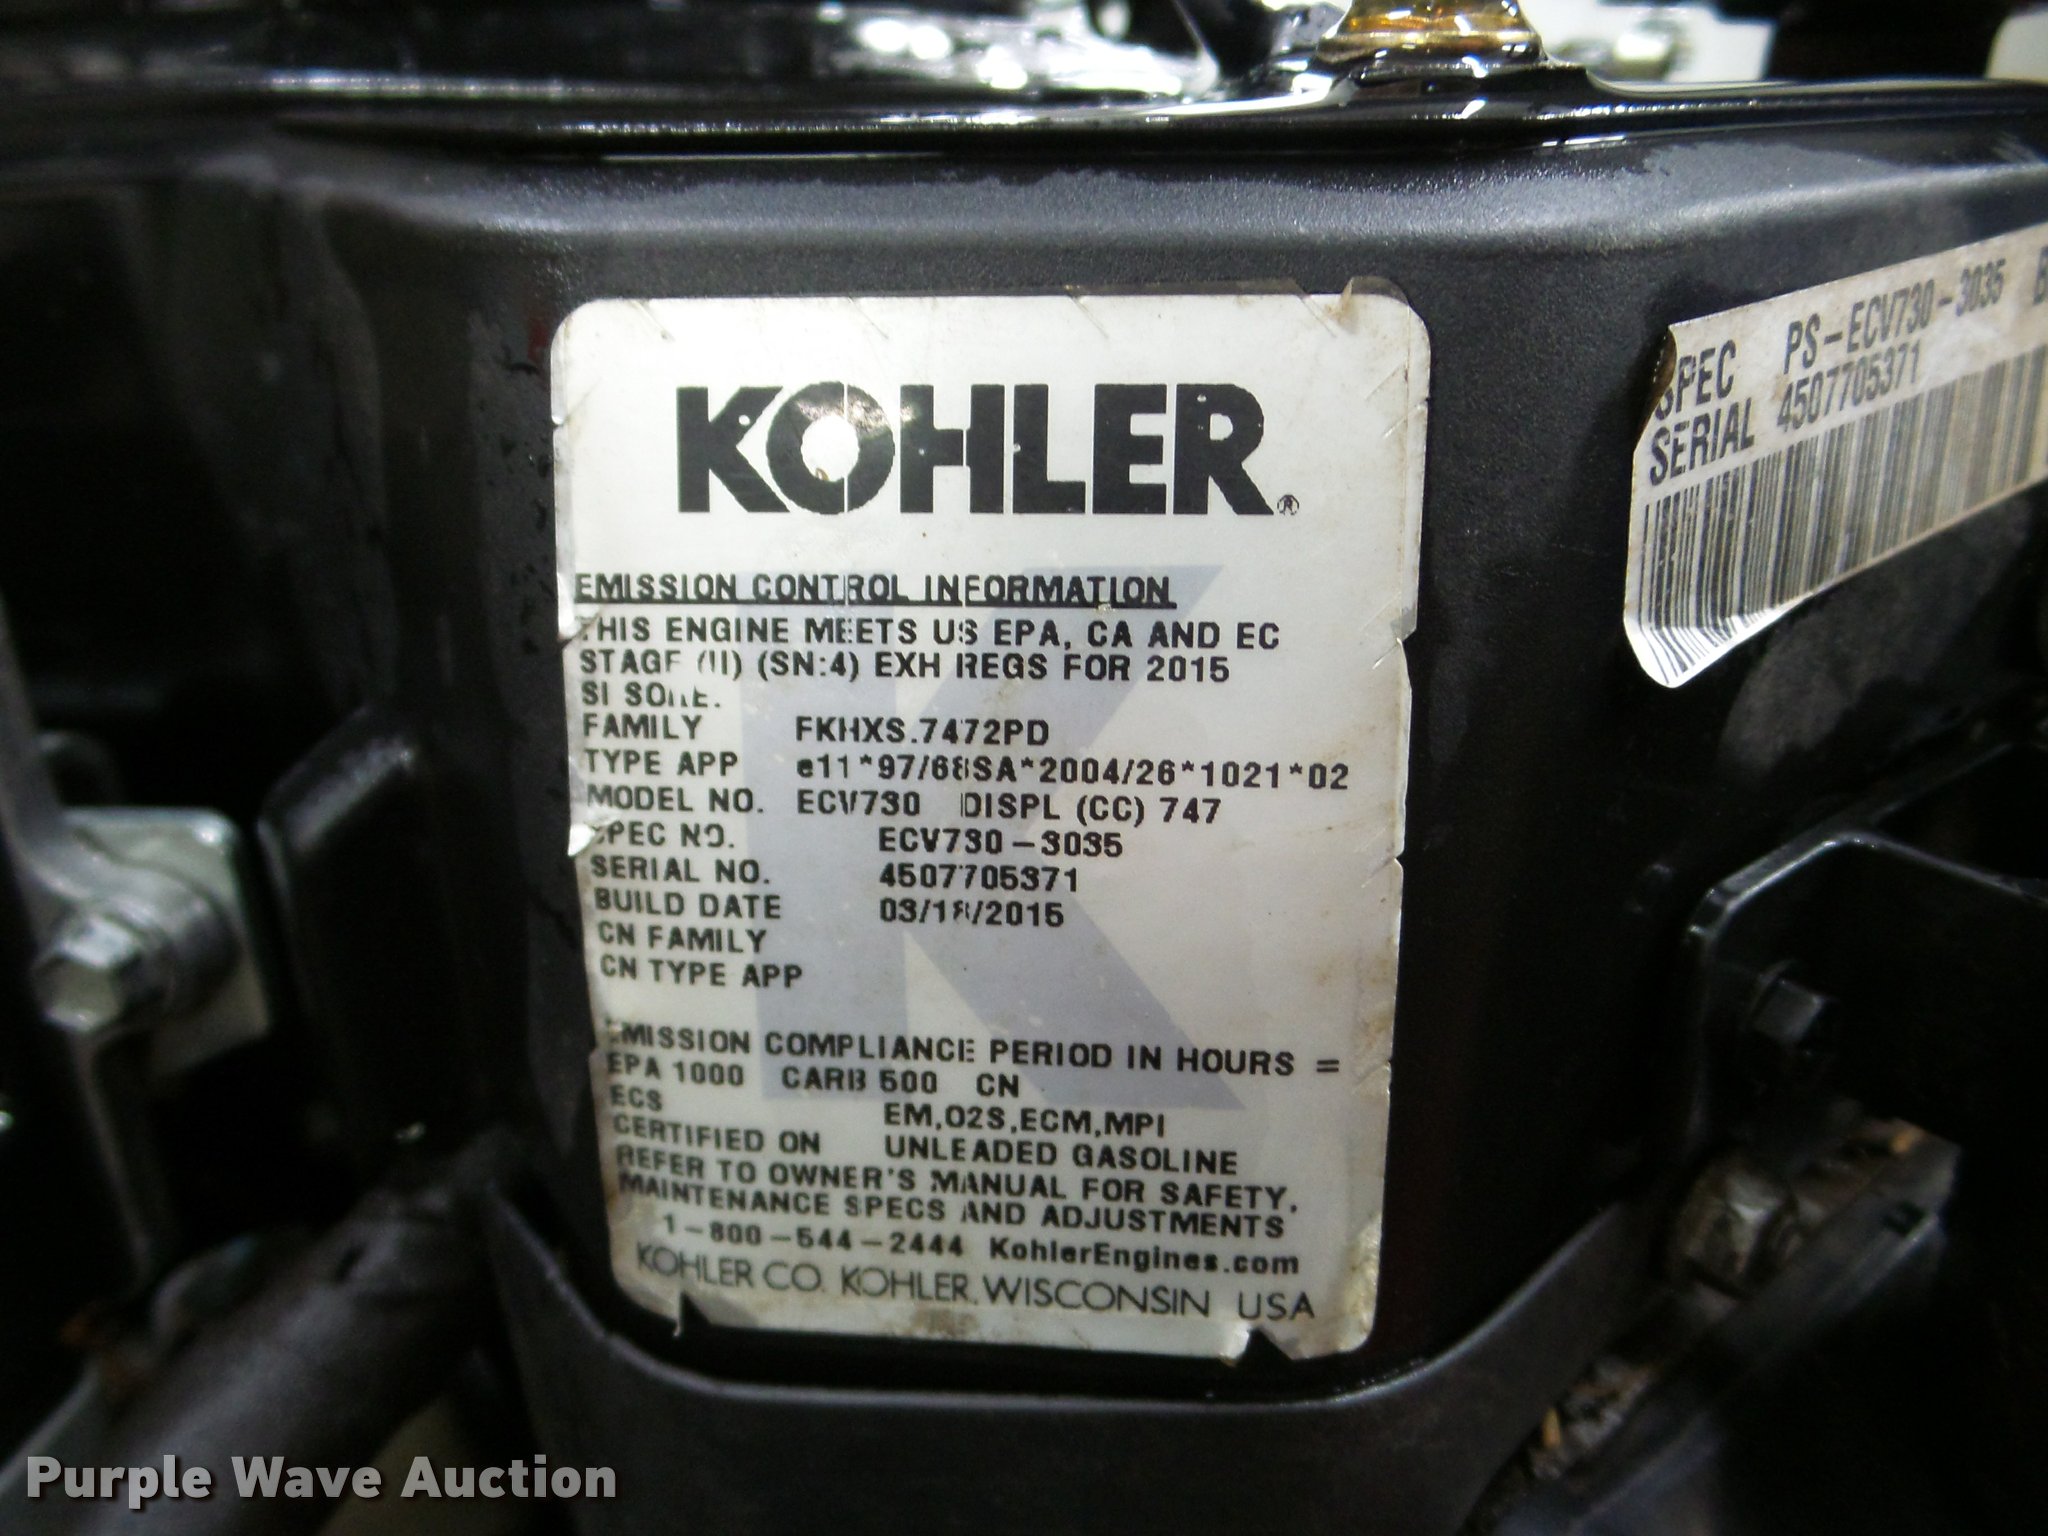 KOHLER®
EMISSION CONTROL INFORMATION
THIS ENGINE MEETS US EPA, CA AND EC
STAGE (II) (SN:4) EXH REGS FOR 2015
SI SORE.
FAMILY FKHXS.7472PD
TYPE APP e11*97/68SA*2004/26*1021*02
MODEL NO. ECV730 DISPL (CC) 747
SPEC NO. ECV730-3035
SERIAL NO. 4507705371
BUILD DATE 03/18/2015
CN FAMILY
CN TYPE APP
EMISSION COMPLIANCE PERIOD IN HOURS =
EPA 1000 CARB 500 CN
ECS EM,O2S,ECM,MPI
CERTIFIED ON UNLEADED GASOLINE
REFER TO OWNER'S MANUAL FOR SAFETY,
MAINTENANCE SPECS AND ADJUSTMENTS
1-800-544-2444 KohlerEngines.com
KOHLER CO. KOHLER, WISCONSIN USA
SPEC PS-ECV730-3035
SERIAL 4507705371
Purple Wave Auction